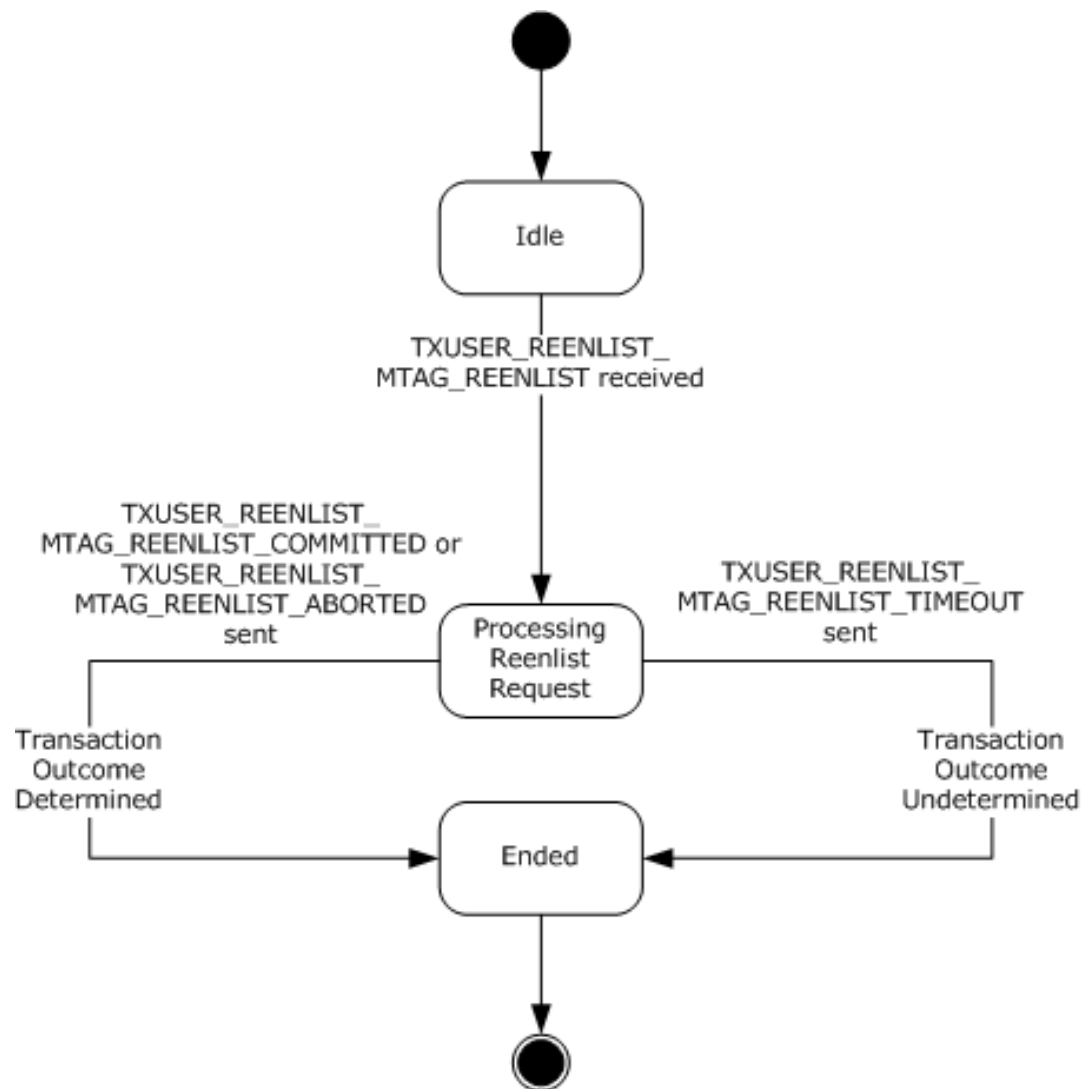 Idle
TXUSER_REENLIST_
MTAG_REENLIST received
TXUSER_REENLIST_
MTAG_REENLIST_COMMITTED or
TXUSER_REENLIST_
MTAG_REENLIST_ABORTED
sent
TXUSER_REENLIST_
MTAG_REENLIST_TIMEOUT
sent
Processing
Reenlist
Request
Transaction
Outcome
Determined
Transaction
Outcome
Undetermined
Ended